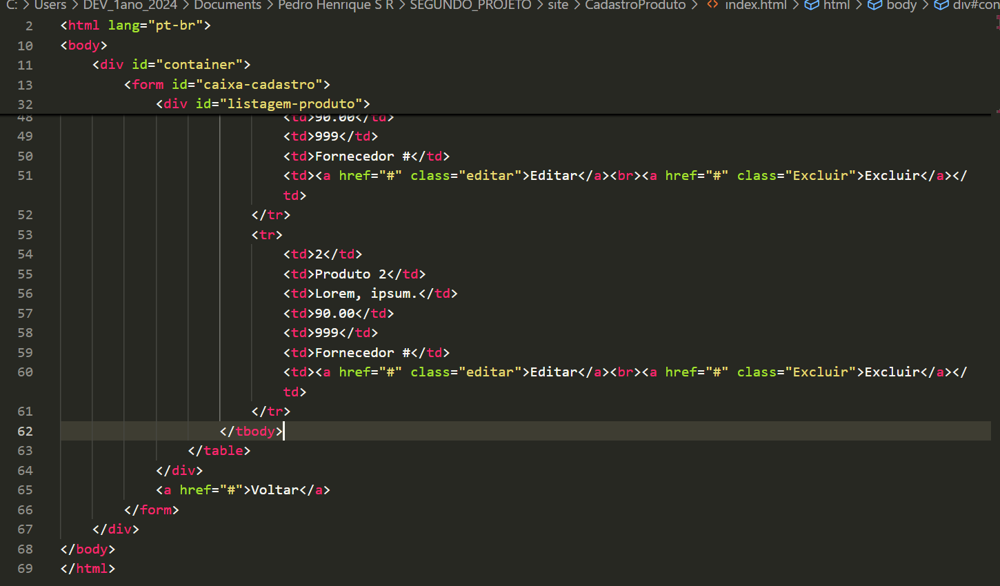 C: > Users > DEV_1ano_2024 > Documents > Pedro Henrique S R > SEGUNDO_PROJETO > site > CadastroProduto > <> index.html > html > body > div#con
2 <html lang="pt-br">
10 <body>
11 <div id="container">
13 <form id="caixa-cadastro">
32 <div id="listagem-produto">
48 <td>90.00</td>
49 <td>999</td>
50 <td>Fornecedor #</td>
51 <td><a href="#" class="editar">Editar</a><br><a href="#" class="Excluir">Excluir</a></
td>
52 </tr>
53 <tr>
54 <td>2</td>
55 <td>Produto 2</td>
56 <td>Lorem, ipsum.</td>
57 <td>90.00</td>
58 <td>999</td>
59 <td>Fornecedor #</td>
60 <td><a href="#" class="editar">Editar</a><br><a href="#" class="Excluir">Excluir</a></
td>
61 </tr>
62 </tbody>
63 </table>
64 </div>
65 <a href="#">Voltar</a>
66 </form>
67 </div>
68 </body>
69 </html>